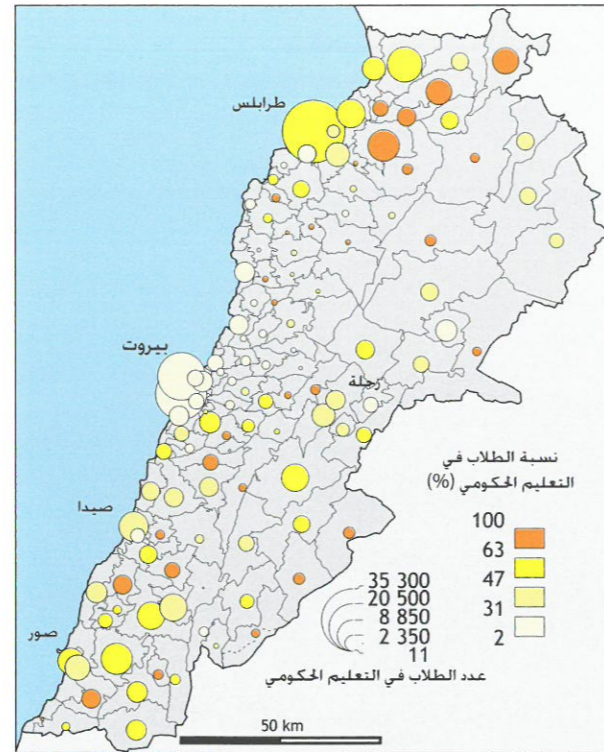 طرابلس
بيروت
زحلة
صيدا
صور
نسبة الطلاب في
التعليم الحكومي (%)
100
63
47
31
2
35 300
20 500
8 850
2 350
11
عدد الطلاب في التعليم الحكومي
50 km